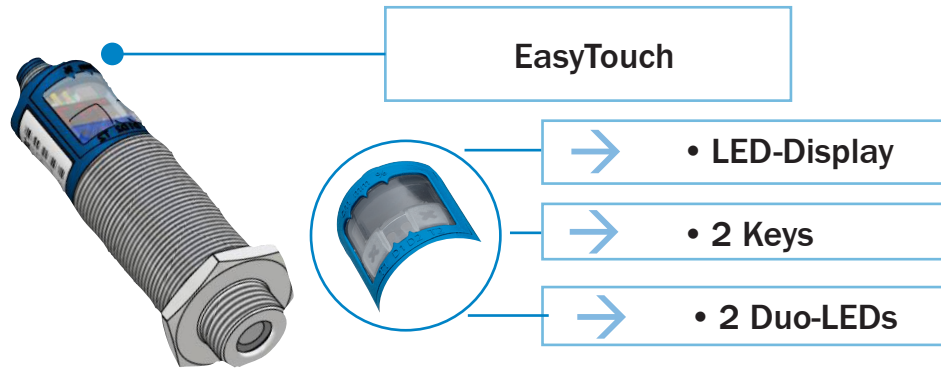 EasyTouch
• LED-Display
• 2 Keys
• 2 Duo-LEDs